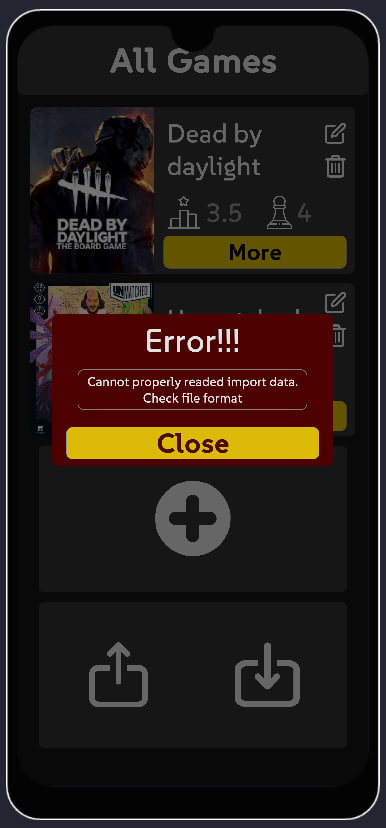 All Games
Dead by
daylight
3.5
4
More
DEAD BY
DAYLIGHT
THE BOARD GAME
UNMATCHED
Error!!!
Cannot properly readed import data.
Check file format
Close